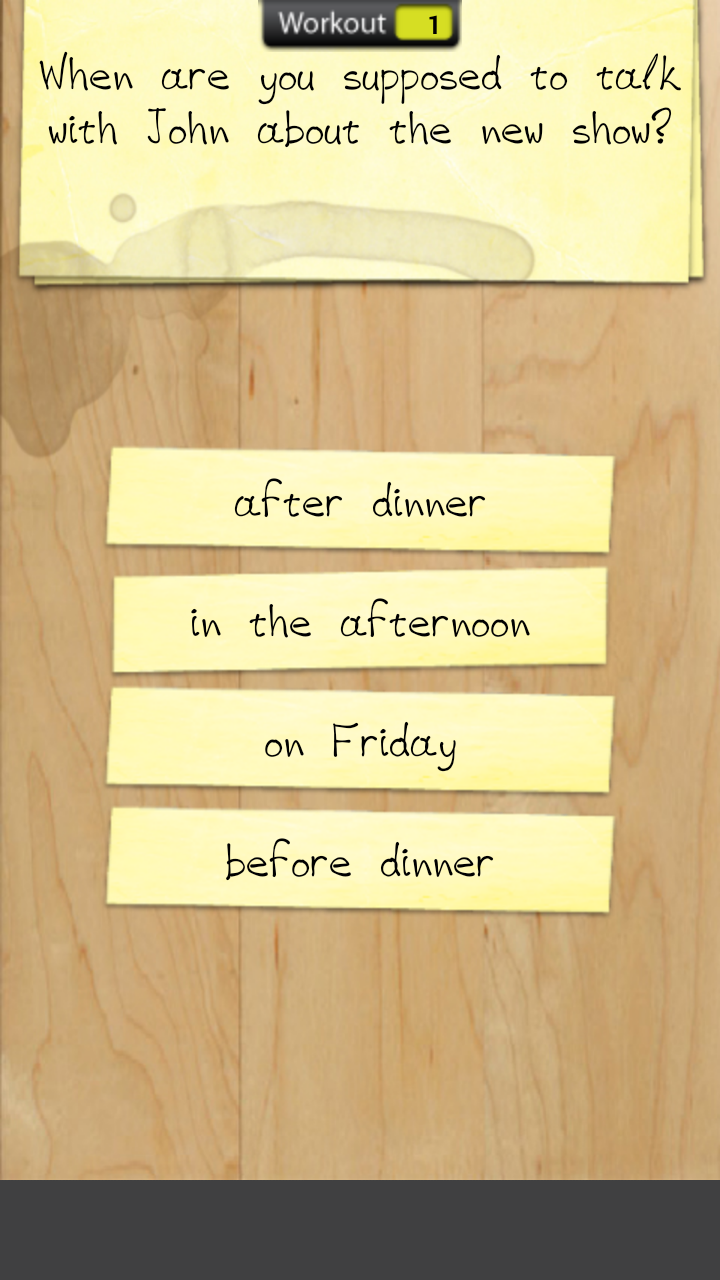 Workout 1
When are you supposed to talk
with John about the new show?
after dinner
in the afternoon
on Friday
before dinner